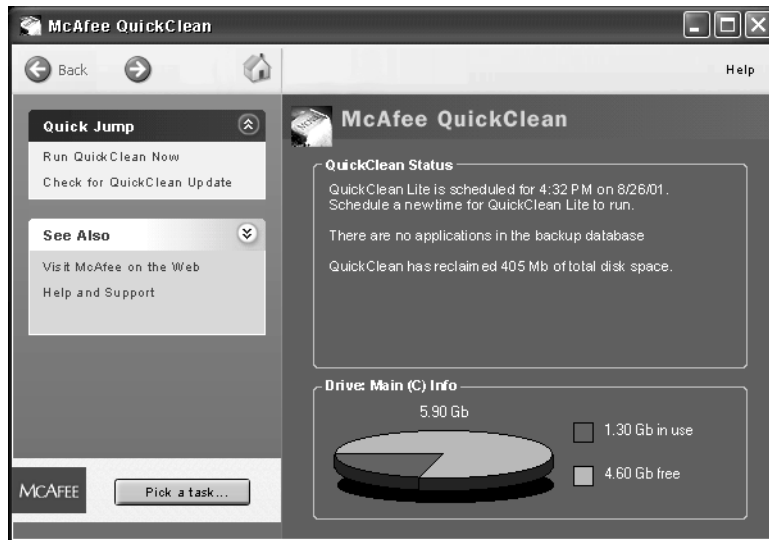 McAfee QuickClean
Back
Help
Quick Jump
Run QuickClean Now
Check for QuickClean Update
See Also
Visit McAfee on the Web
Help and Support
MCAFEE
Pick a task...
McAfee QuickClean
QuickClean Status
QuickClean Lite is scheduled for 4:32 PM on 8/26/01.
Schedule a new time for QuickClean Lite to run.
There are no applications in the backup database
QuickClean has reclaimed 405 Mb of total disk space.
Drive: Main (C) Info
5.90 Gb
1.30 Gb in use
4.60 Gb free